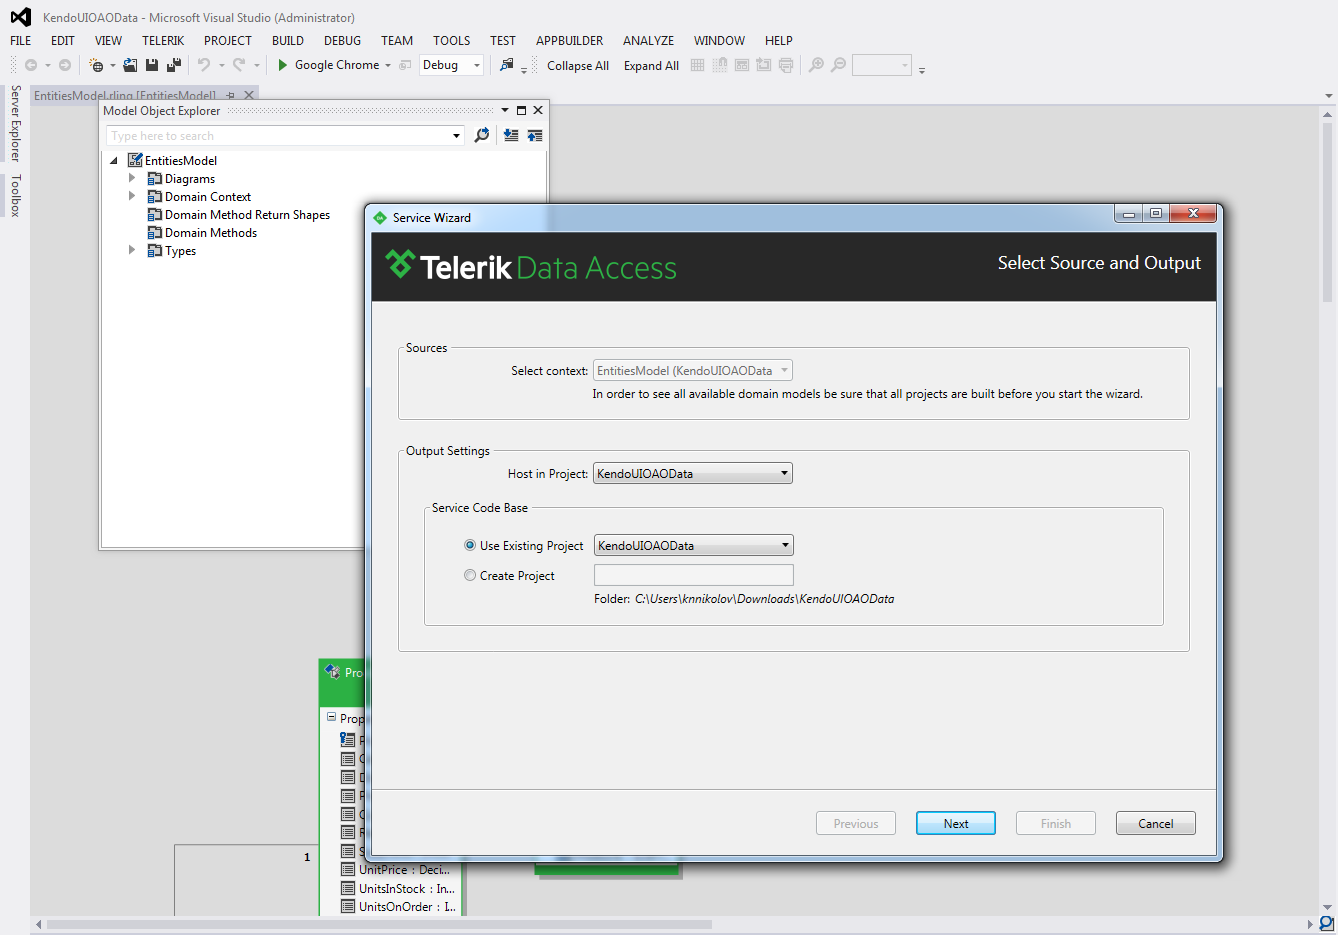 KendoUIOAOData - Microsoft Visual Studio (Administrator)
FILE EDIT VIEW TELERIK PROJECT BUILD DEBUG TEAM TOOLS TEST APPBUILDER ANALYZE WINDOW HELP
Google Chrome Debug Collapse All Expand All
Server Explorer
Toolbox
EntitiesModel.rlinq [EntitiesModel]
Model Object Explorer
Type here to search
EntitiesModel
Diagrams
Domain Context
Domain Method Return Shapes
Domain Methods
Types
Service Wizard
Telerik Data Access
Select Source and Output
Sources
Select context: EntitiesModel (KendoUIOAOData
In order to see all available domain models be sure that all projects are built before you start the wizard.
Output Settings
Host in Project: KendoUIOAOData
Service Code Base
Use Existing Project KendoUIOAOData
Create Project
Folder: C:\Users\knnikolov\Downloads\KendoUIOAOData
Previous Next Finish Cancel
Pro
Prop
1
UnitPrice : Deci...
UnitsInStock : In...
UnitsOnOrder : I...